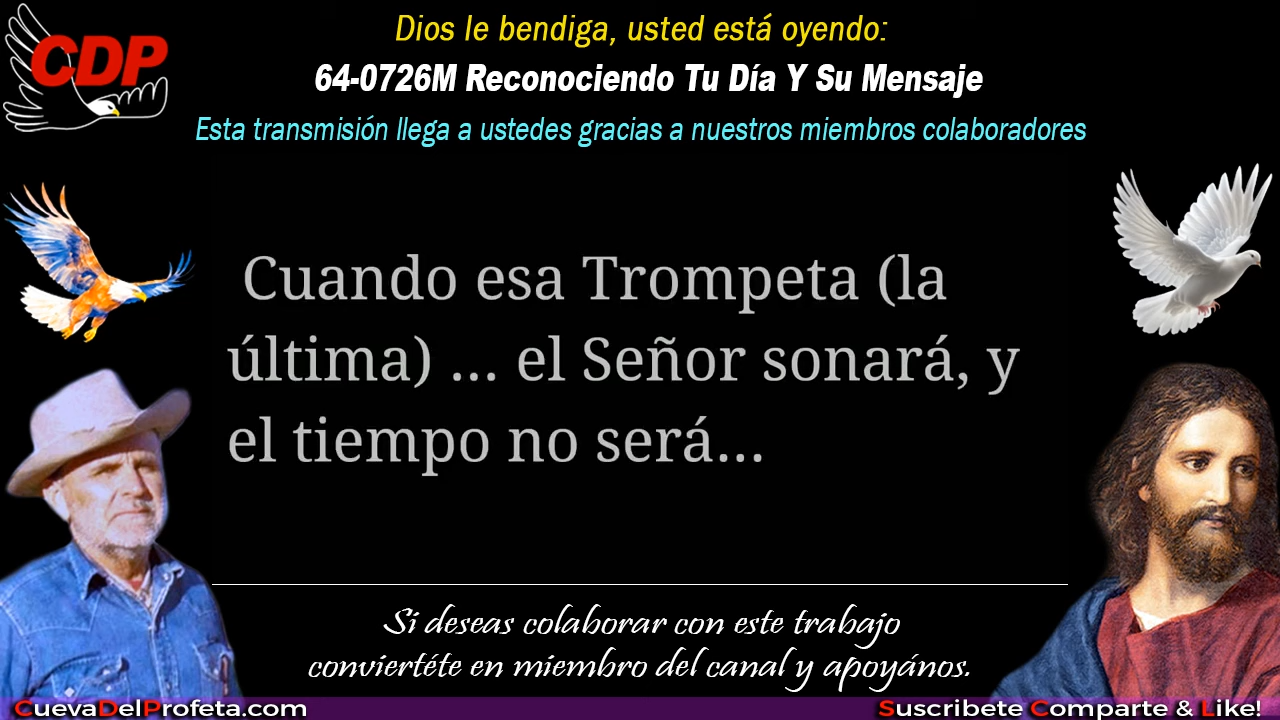 CDP
Dios le bendiga, usted está oyendo:
64-0726M Reconociendo Tu Día Y Su Mensaje
Esta transmisión llega a ustedes gracias a nuestros miembros colaboradores
Cuando esa Trompeta (la
última) ... el Señor sonará, y
el tiempo no será...
Si deseas colaborar con este trabajo
conviertéte en miembro del canal y apoyános.
CuevaDelProfeta.com
Suscribete Comparte & Like!